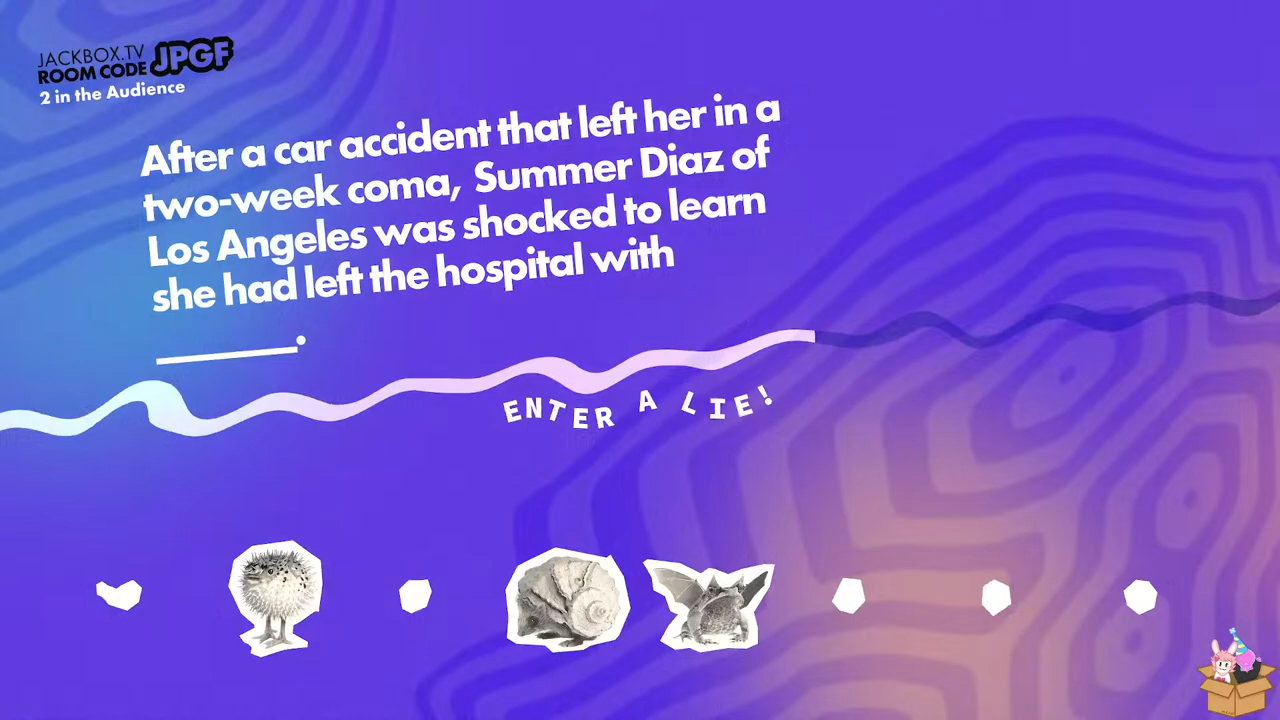 JACKBOX.TV
ROOM CODE JPGF
2 in the Audience
After a car accident that left her in a
two-week coma, Summer Diaz of
Los Angeles was shocked to learn
she had left the hospital with
________.
ENTER A LIE!